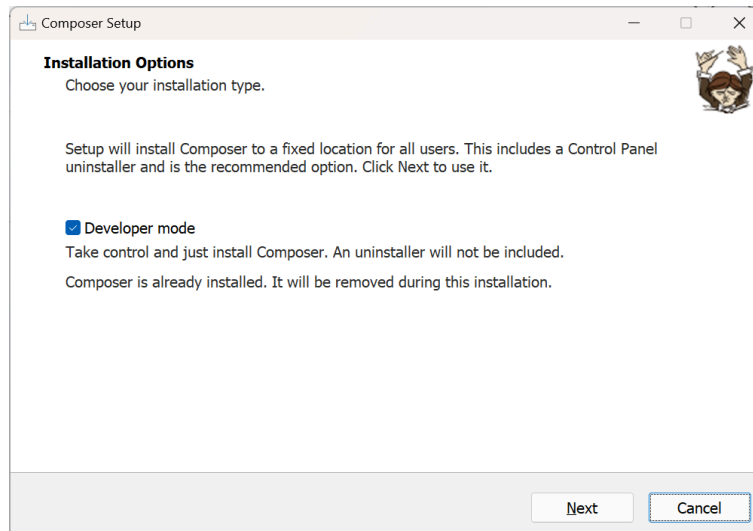 Composer Setup
Installation Options
Choose your installation type.
Setup will install Composer to a fixed location for all users. This includes a Control Panel
uninstaller and is the recommended option. Click Next to use it.
Developer mode
Take control and just install Composer. An uninstaller will not be included.
Composer is already installed. It will be removed during this installation.
Next
Cancel